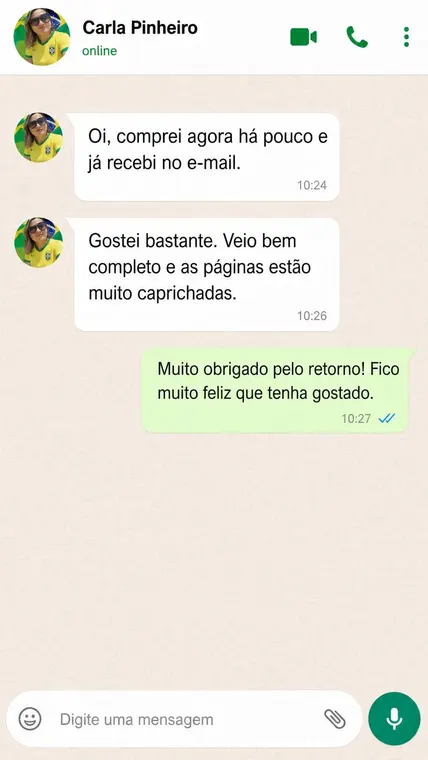 Carla Pinheiro
online
Oi, comprei agora há pouco e
já recebi no e-mail.
10:24
Gostei bastante. Veio bem
completo e as páginas estão
muito caprichadas.
10:26
Muito obrigado pelo retorno! Fico
muito feliz que tenha gostado.
10:27
Digite uma mensagem